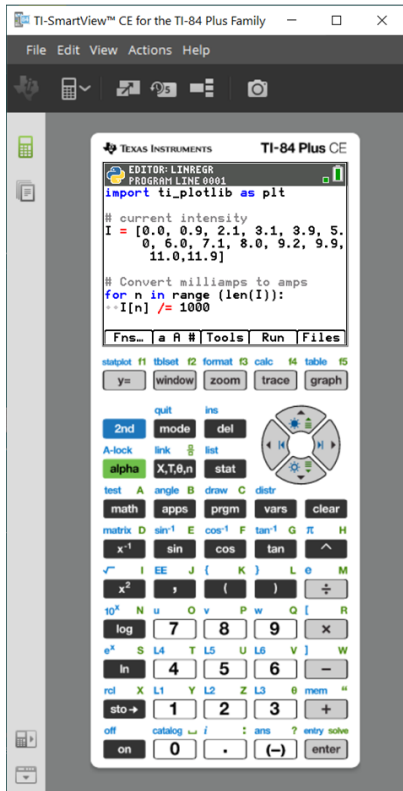 TI-SmartView™ CE for the TI-84 Plus Family
File Edit View Actions Help
TEXAS INSTRUMENTS TI-84 Plus CE
EDITOR: LINREGR
PROGRAM LINE 0001
import ti_plotlib as plt
# current intensity
I = [0.0, 0.9, 2.1, 3.1, 3.9, 5.
0, 6.0, 7.1, 8.0, 9.2, 9.9,
11.0,11.9]
# Convert milliamps to amps
for n in range (len(I)):
··I[n] /= 1000
Fns… a A # Tools Run Files
statplot f1 tblset f2 format f3 calc f4 table f5
y= window zoom trace graph
quit ins
2nd mode del
A-lock link list
alpha X,T,θ,n stat
test A angle B draw C distr
math apps prgm vars clear
matrix D sin⁻¹ E cos⁻¹ F tan⁻¹ G π H
x⁻¹ sin cos tan ^
√ I EE J { K } L e M
x² , ( ) ÷
10ˣ N u O v P w Q [ R
log 7 8 9 ×
eˣ S L4 T L5 U L6 V ] W
ln 4 5 6 −
rcl X L1 Y L2 Z L3 θ mem "
sto→ 1 2 3 +
off catalog ⎵ i : ans ? entry solve
on 0 . (−) enter